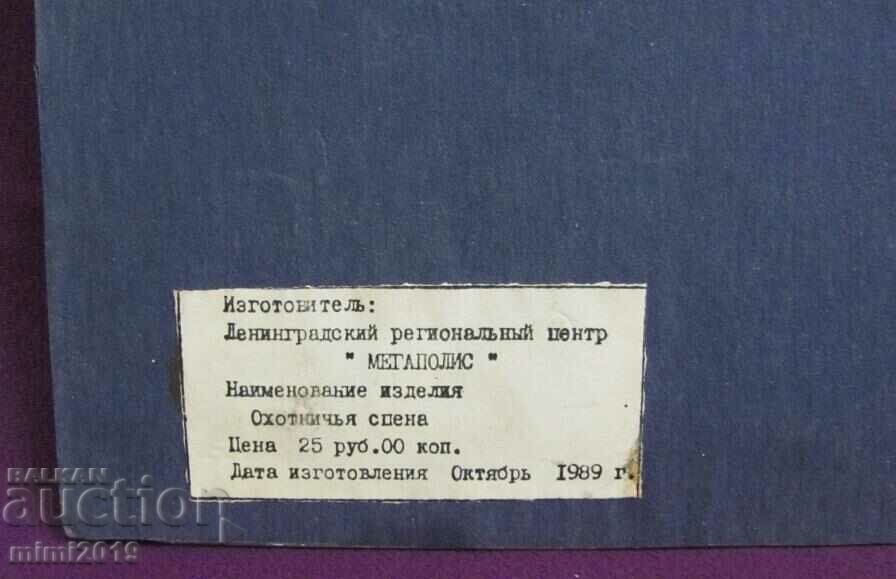 Изготовитель:
Ленинградский региональный центр
" МЕГАПОЛИС "
Наименование изделия
Охотничья сцена
Цена 25 руб.00 коп.
Дата изготовления Октябрь 1989 г.
BALKAN
auction
mimi2019